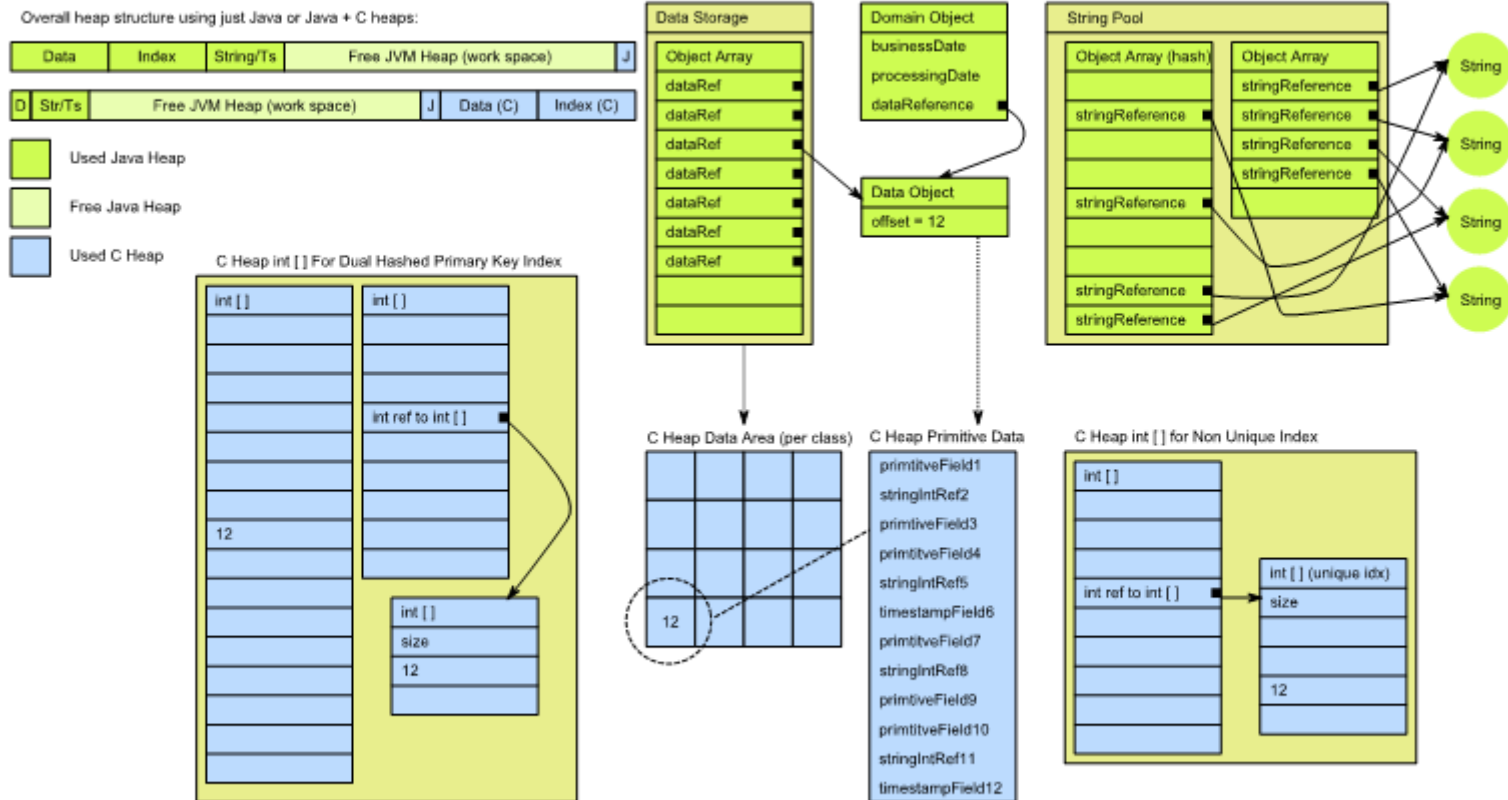 Overall heap structure using just Java or Java + C heaps:
Data Index String/Ts Free JVM Heap (work space) J
D Str/Ts Free JVM Heap (work space) J Data (C) Index (C)
Used Java Heap
Free Java Heap
Used C Heap
Data Storage
Object Array
dataRef
dataRef
dataRef
dataRef
dataRef
dataRef
dataRef
Domain Object
businessDate
processingDate
dataReference
Data Object
offset = 12
String Pool
Object Array (hash)
stringReference
stringReference
stringReference
stringReference
Object Array
stringReference
stringReference
stringReference
stringReference
String
String
String
String
C Heap int [ ] For Dual Hashed Primary Key Index
int [ ]
12
int [ ]
int ref to int [ ]
int [ ]
size
12
C Heap Data Area (per class)
12
C Heap Primitive Data
primtitveField1
stringIntRef2
primtiveField3
primtitveField4
stringIntRef5
timestampField6
primtitveField7
stringIntRef8
primtiveField9
primtitveField10
stringIntRef11
timestampField12
C Heap int [ ] for Non Unique Index
int [ ]
int ref to int [ ]
int [ ] (unique idx)
size
12